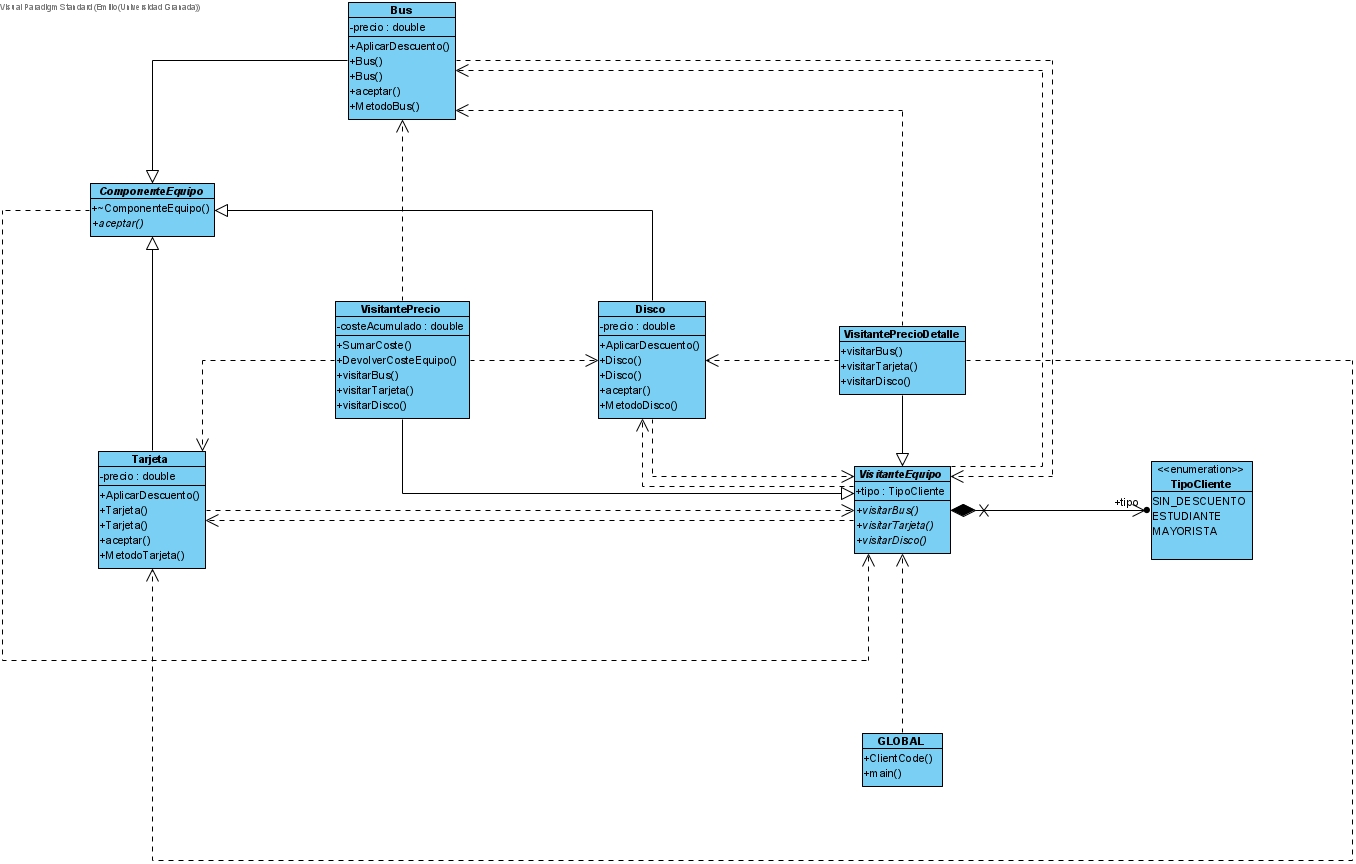 Visual Paradigm Standard (Emilio(Universidad Granada))
Bus
-precio : double
+AplicarDescuento()
+Bus()
+Bus()
+aceptar()
+MetodoBus()
ComponenteEquipo
+~ComponenteEquipo()
+aceptar()
VisitantePrecio
-costeAcumulado : double
+SumarCoste()
+DevolverCosteEquipo()
+visitarBus()
+visitarTarjeta()
+visitarDisco()
Disco
-precio : double
+AplicarDescuento()
+Disco()
+Disco()
+aceptar()
+MetodoDisco()
VisitantePrecioDetalle
+visitarBus()
+visitarTarjeta()
+visitarDisco()
Tarjeta
-precio : double
+AplicarDescuento()
+Tarjeta()
+Tarjeta()
+aceptar()
+MetodoTarjeta()
VisitanteEquipo
+tipo : TipoCliente
+visitarBus()
+visitarTarjeta()
+visitarDisco()
+tipo
<<enumeration>>
TipoCliente
SIN_DESCUENTO
ESTUDIANTE
MAYORISTA
GLOBAL
+ClientCode()
+main()